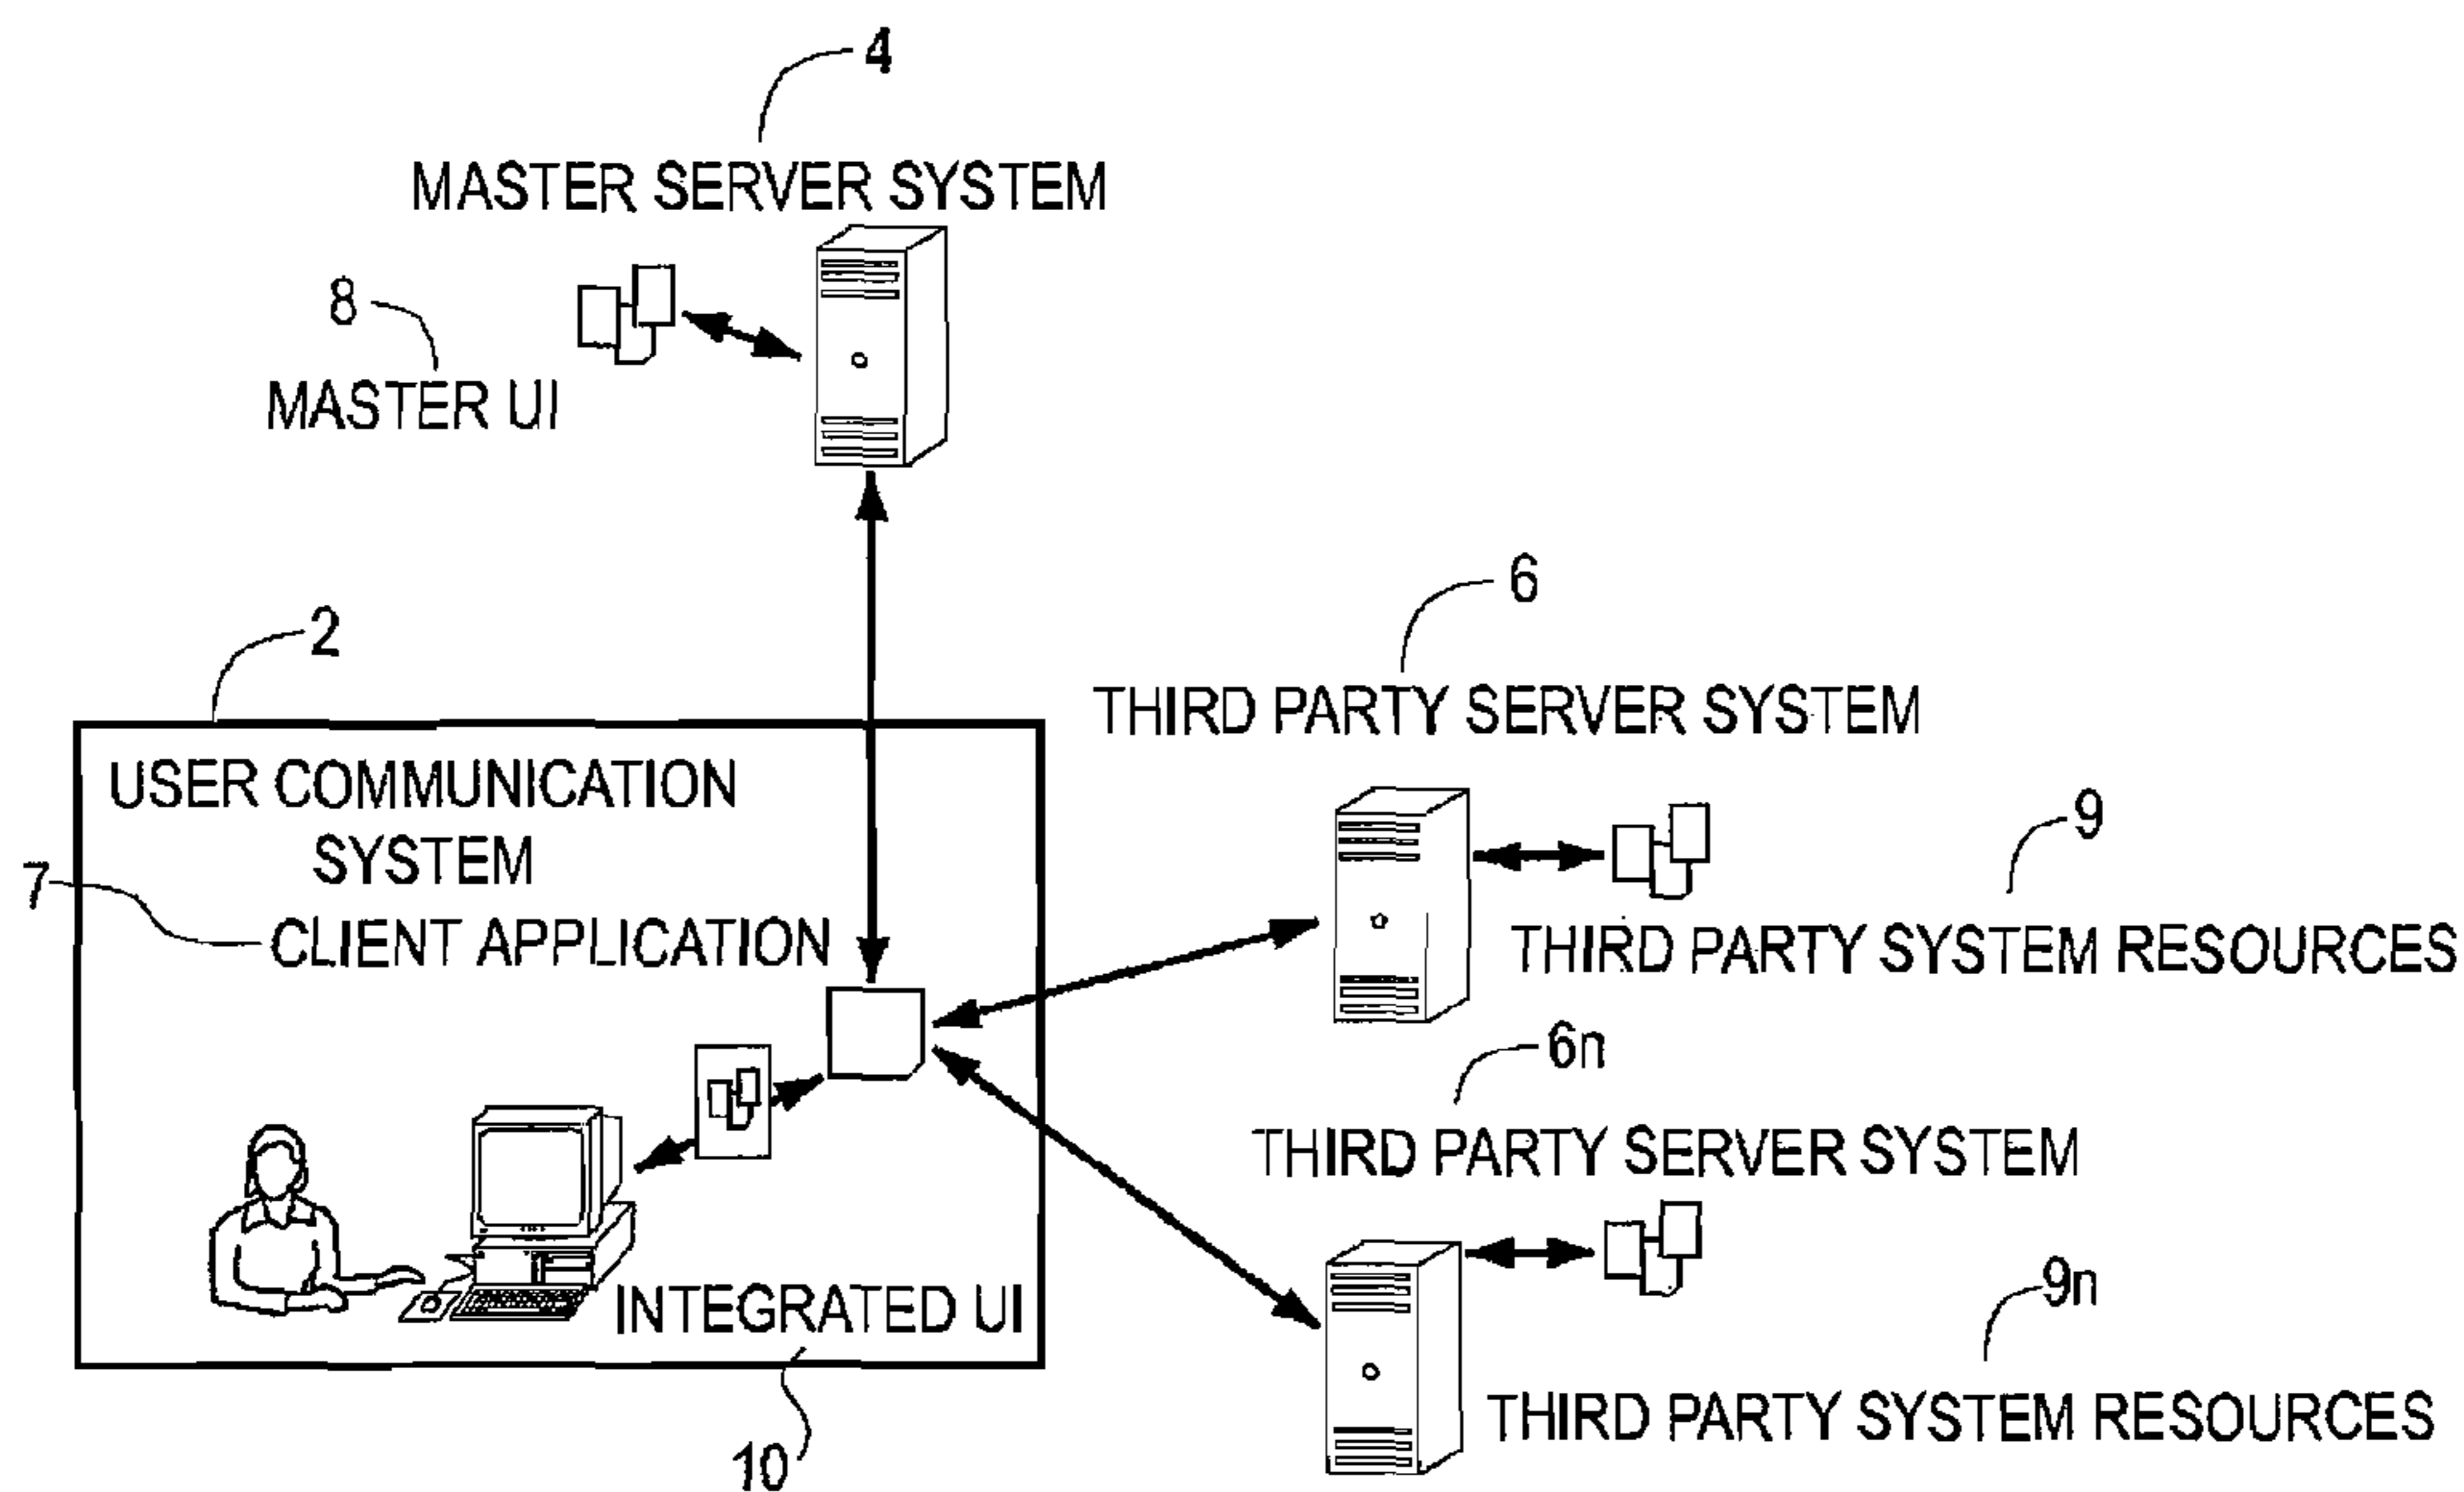 4
MASTER SERVER SYSTEM
8
MASTER UI
6
2
THIRD PARTY SERVER SYSTEM
USER COMMUNICATION
SYSTEM
9
7
CLIENT APPLICATION
THIRD PARTY SYSTEM RESOURCES
6n
THIRD PARTY SERVER SYSTEM
INTEGRATED UI
9n
THIRD PARTY SYSTEM RESOURCES
10